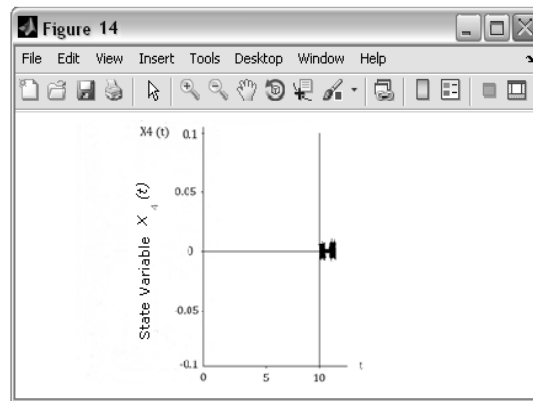 Figure 14
File Edit View Insert Tools Desktop Window Help
X4 (t)
0.1
0.05
0
-0.05
-0.1
State Variable X 4 (t)
0 5 10
t